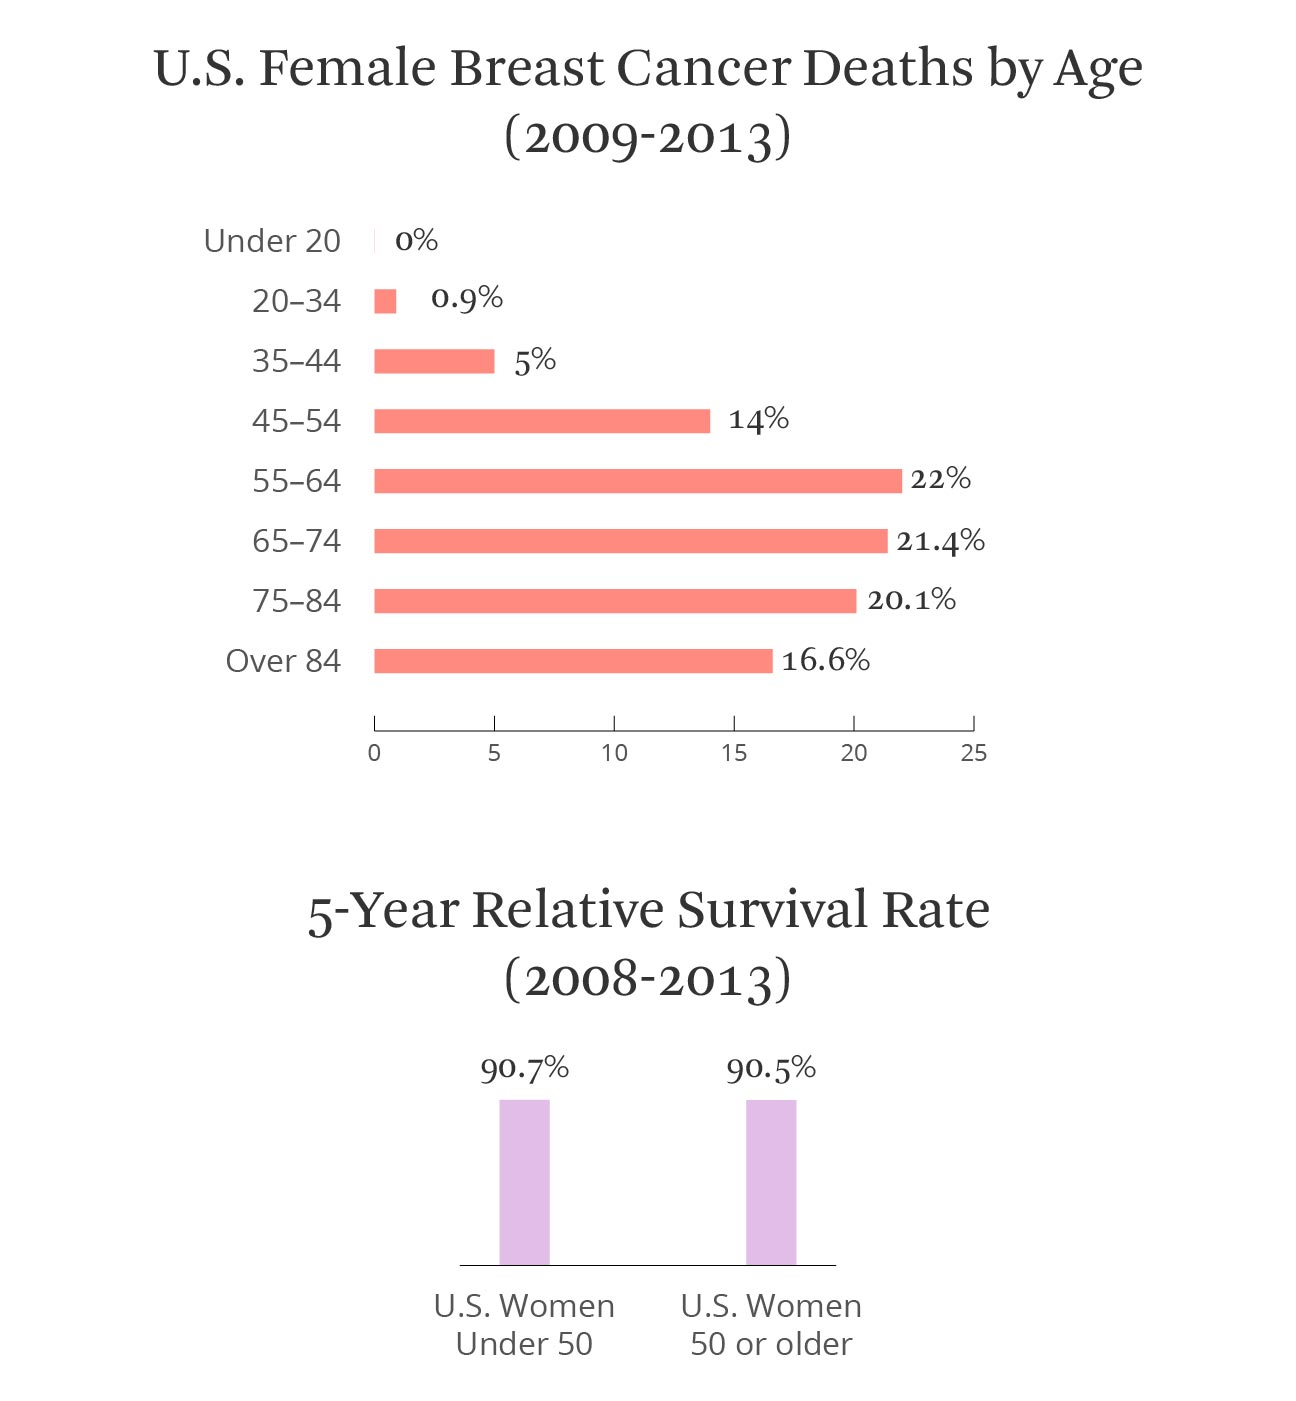 U.S. Female Breast Cancer Deaths by Age
(2009-2013)
Under 20 0%
20–34 0.9%
35–44 5%
45–54 14%
55–64 22%
65–74 21.4%
75–84 20.1%
Over 84 16.6%
0 5 10 15 20 25
5-Year Relative Survival Rate
(2008-2013)
90.7% 90.5%
U.S. Women U.S. Women
Under 50 50 or older